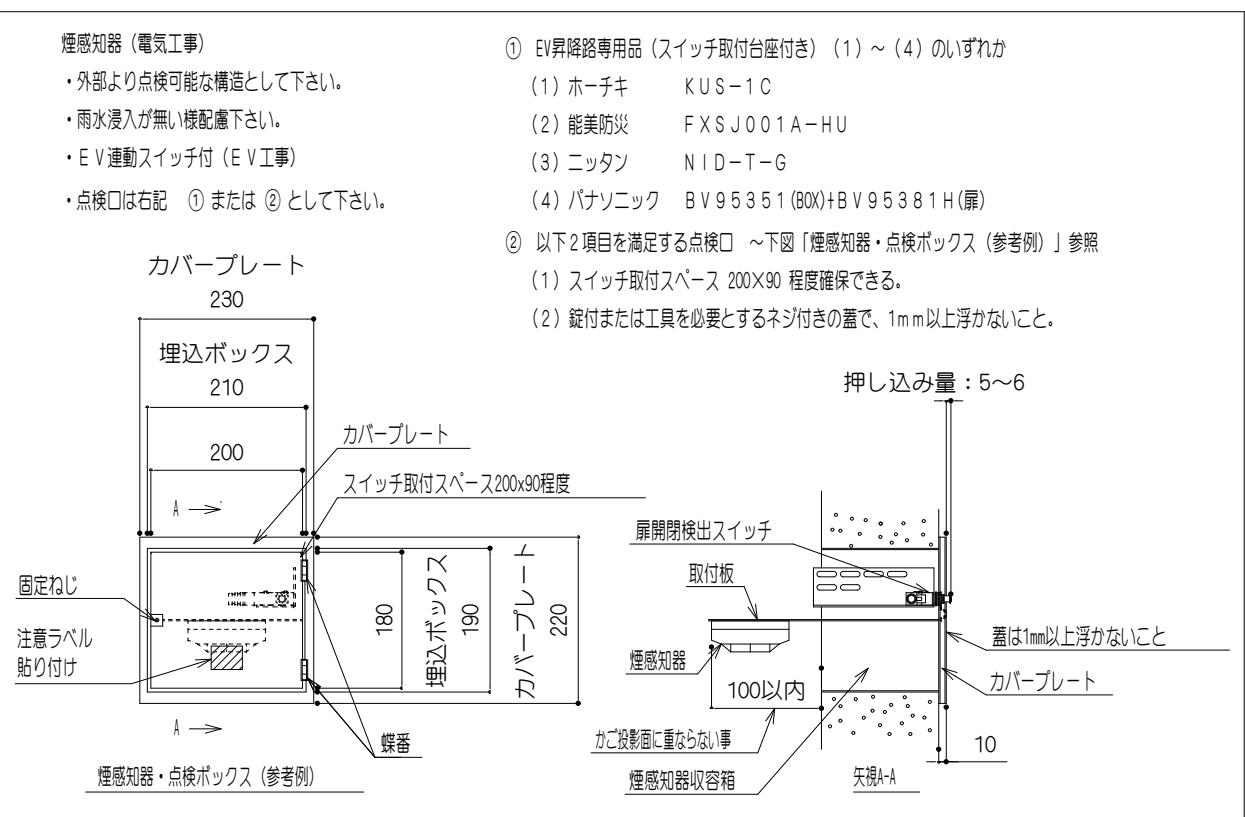 煙感知器（電気工事）
・外部より点検可能な構造として下さい。
・雨水浸入が無い様配慮下さい。
・ＥＶ連動スイッチ付（ＥＶ工事）
・点検口は右記　① または ② として下さい。
① EV昇降路専用品（スイッチ取付台座付き）（１）～（４）のいずれか
（１）ホーチキ　ＫＵＳ－１Ｃ
（２）能美防災　ＦＸＳＪ００１Ａ－ＨＵ
（３）ニッタン　ＮＩＤ－Ｔ－Ｇ
（４）パナソニック　ＢＶ９５３５１(BOX)+ＢＶ９５３８１Ｈ(扉)
② 以下２項目を満足する点検口　～下図「煙感知器・点検ボックス（参考例）」参照
（１）スイッチ取付スペース 200×90 程度確保できる。
（２）錠付または工具を必要とするネジ付きの蓋で、1ｍｍ以上浮かないこと。
カバープレート
230
埋込ボックス
210
200
カバープレート
スイッチ取付スペース200x90程度
A
固定ねじ
注意ラベル
貼り付け
180
埋込ボックス
190
カバープレート
220
A
蝶番
煙感知器・点検ボックス（参考例）
押し込み量：5～6
扉開閉検出スイッチ
取付板
煙感知器
100以内
かご投影面に重ならない事
煙感知器収容箱
蓋は1mm以上浮かないこと
カバープレート
10
矢視A-A